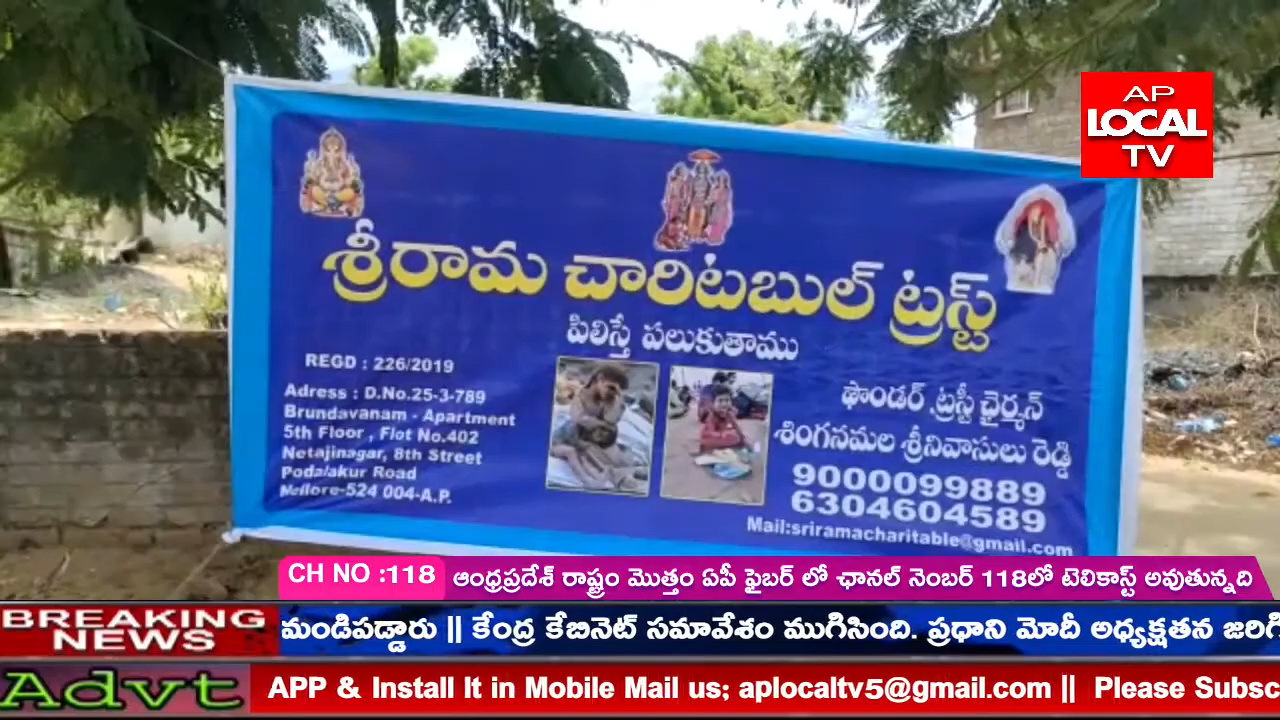 AP
LOCAL
TV
శ్రీరామ చారిటబుల్ ట్రస్ట్
పిలిస్తే పలుకుతాము
REGD : 226/2019
Adress : D.No.25-3-789
Brundavanam - Apartment
5th Floor , Flot No.402
Netajinagar, 8th Street
Podalakur Road
Nellore-524 004-A.P.
ఫౌండర్ ,ట్రస్టీ ఛైర్మన్
శింగనమల శ్రీనివాసులు రెడ్డి
9000099889
6304604589
Mail:sriramacharitable@gmail.com
CH NO :118 ఆంధ్రప్రదేశ్ రాష్ట్రం మొత్తం ఏపీ ఫైబర్ లో ఛానల్ నెంబర్ 118లో టెలికాస్ట్ అవుతున్నది
BREAKING NEWS
మండిపడ్డారు || కేంద్ర కేబినెట్ సమావేశం ముగిసింది. ప్రధాని మోదీ అధ్యక్షతన జరిగి
Advt
APP & Install It in Mobile Mail us; aplocaltv5@gmail.com || Please Subsc